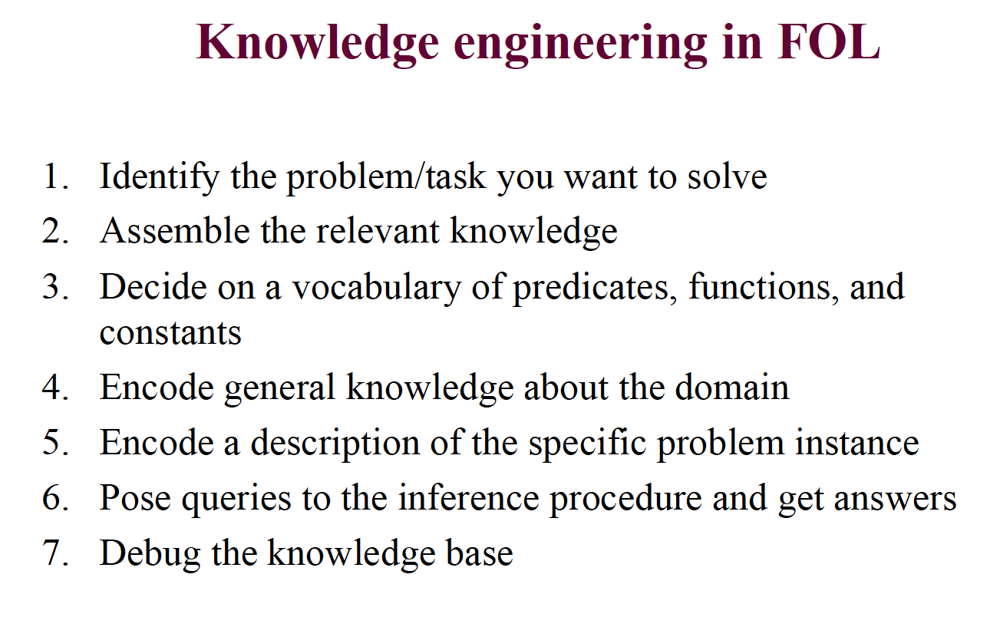 Knowledge engineering in FOL
1. Identify the problem/task you want to solve
2. Assemble the relevant knowledge
3. Decide on a vocabulary of predicates, functions, and
constants
4. Encode general knowledge about the domain
5. Encode a description of the specific problem instance
6. Pose queries to the inference procedure and get answers
7. Debug the knowledge base